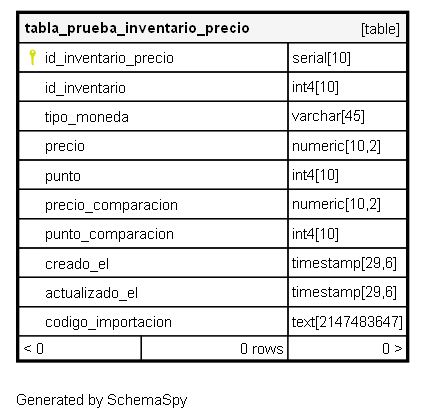 tabla_prueba_inventario_precio [table]
id_inventario_precio serial[10]
id_inventario int4[10]
tipo_moneda varchar[45]
precio numeric[10,2]
punto int4[10]
precio_comparacion numeric[10,2]
punto_comparacion int4[10]
creado_el timestamp[29,6]
actualizado_el timestamp[29,6]
codigo_importacion text[2147483647]
< 0 0 rows 0 >
Generated by SchemaSpy